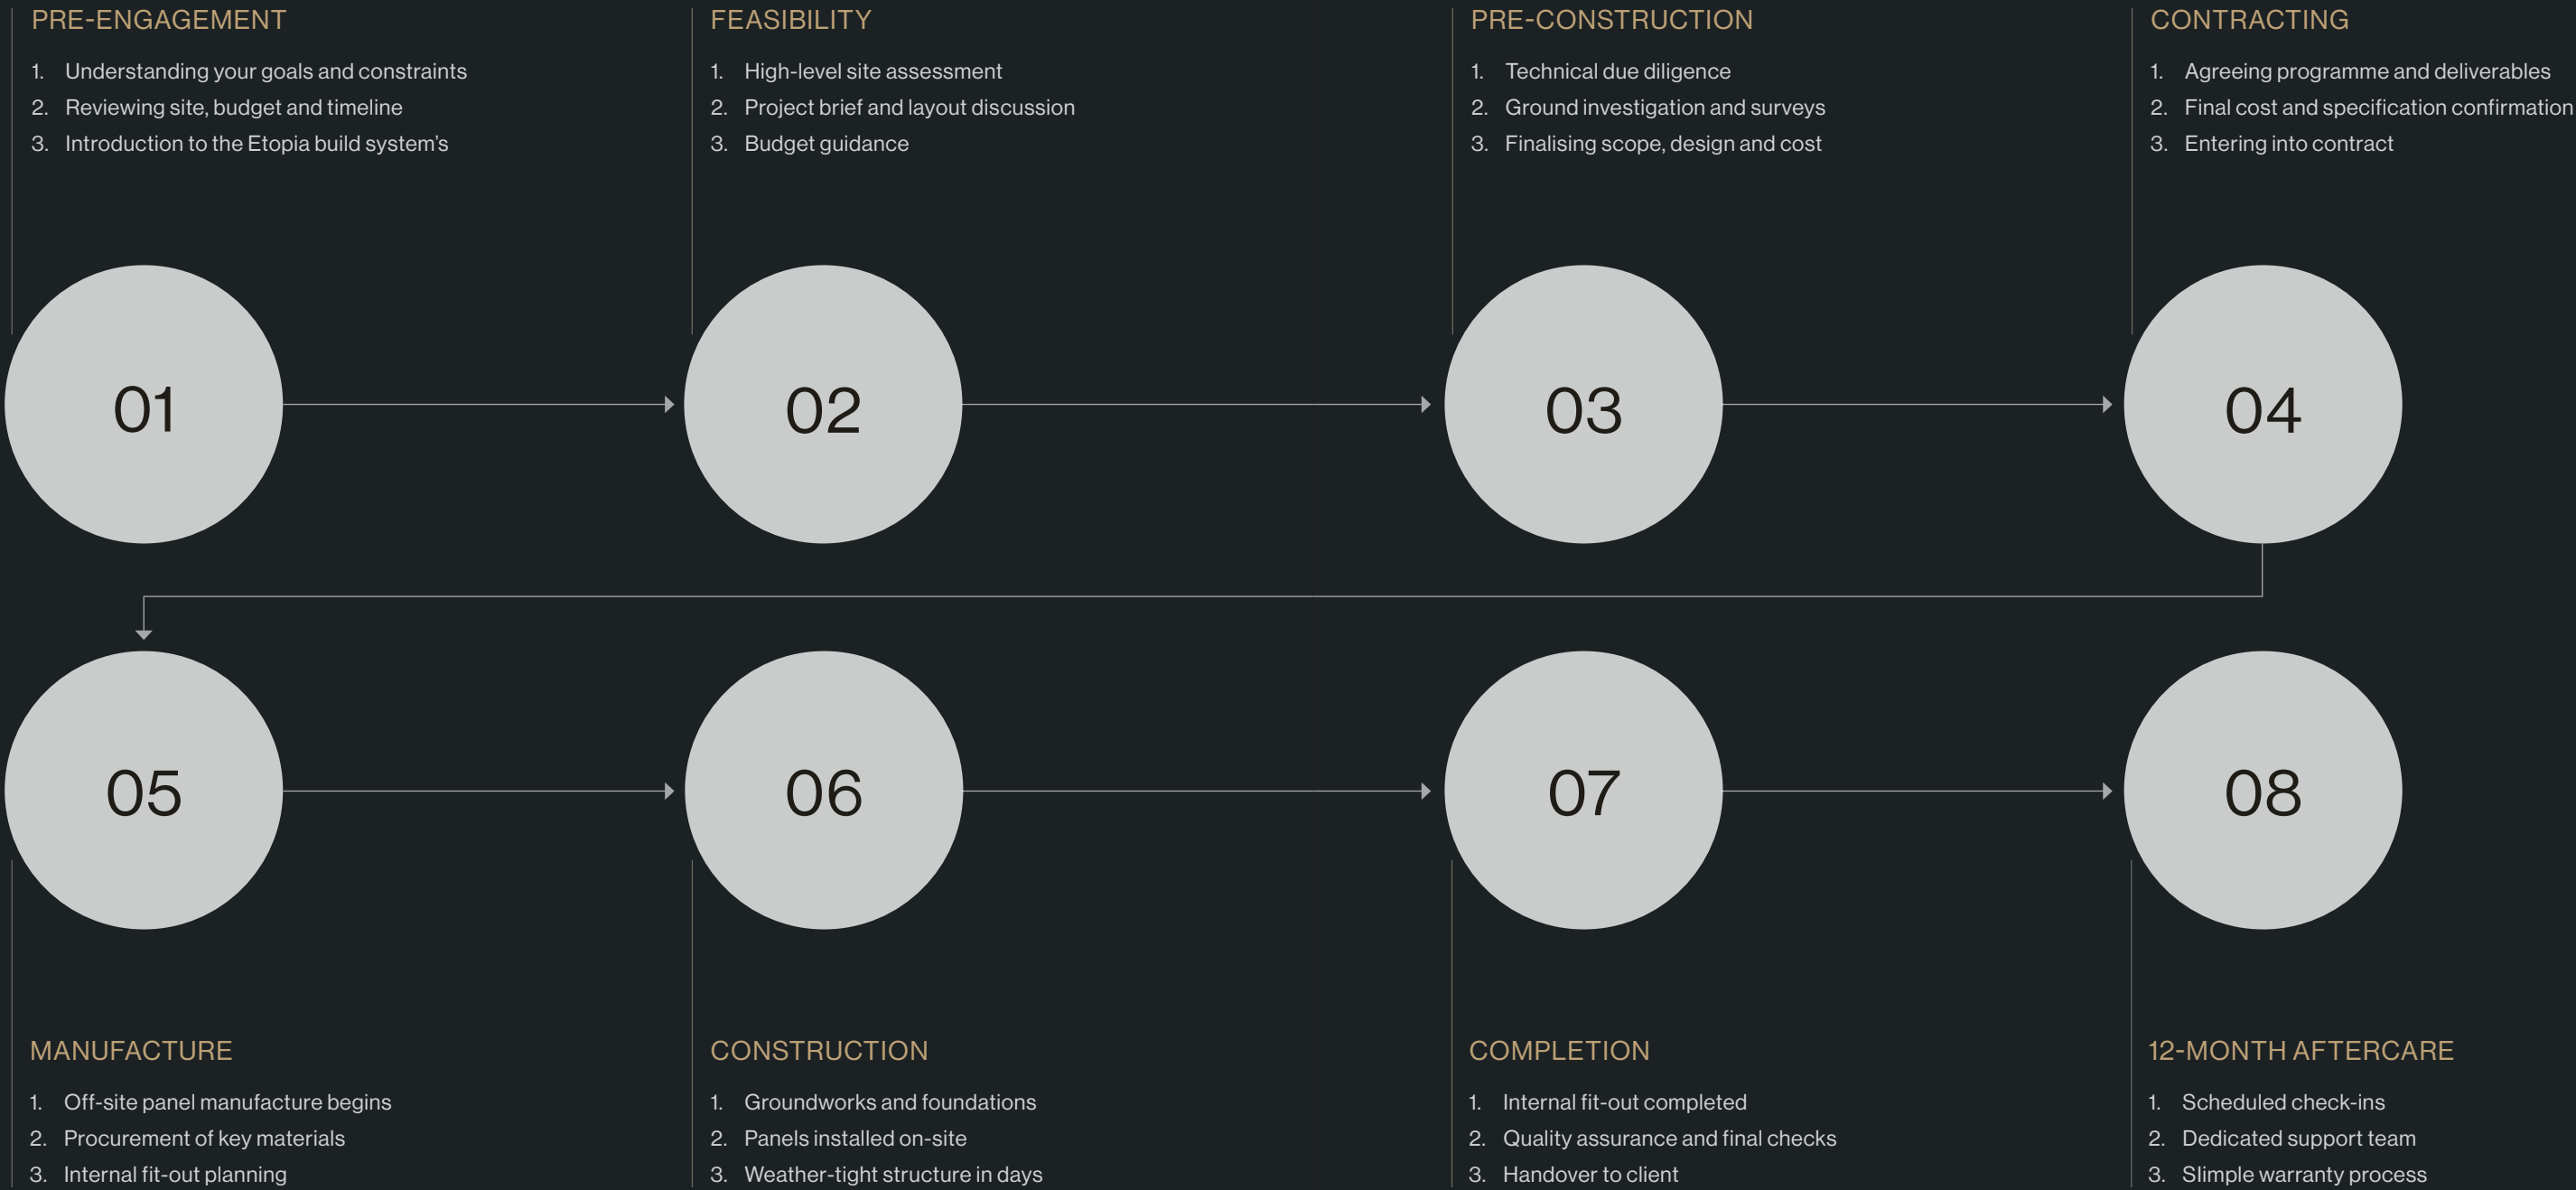 PRE-ENGAGEMENT
1. Understanding your goals and constraints
2. Reviewing site, budget and timeline
3. Introduction to the Etopia build system’s
FEASIBILITY
1. High-level site assessment
2. Project brief and layout discussion
3. Budget guidance
PRE-CONSTRUCTION
1. Technical due diligence
2. Ground investigation and surveys
3. Finalising scope, design and cost
CONTRACTING
1. Agreeing programme and deliverables
2. Final cost and specification confirmation
3. Entering into contract
01
02
03
04
05
06
07
08
MANUFACTURE
1. Off-site panel manufacture begins
2. Procurement of key materials
3. Internal fit-out planning
CONSTRUCTION
1. Groundworks and foundations
2. Panels installed on-site
3. Weather-tight structure in days
COMPLETION
1. Internal fit-out completed
2. Quality assurance and final checks
3. Handover to client
12-MONTH AFTERCARE
1. Scheduled check-ins
2. Dedicated support team
3. Slimple warranty process